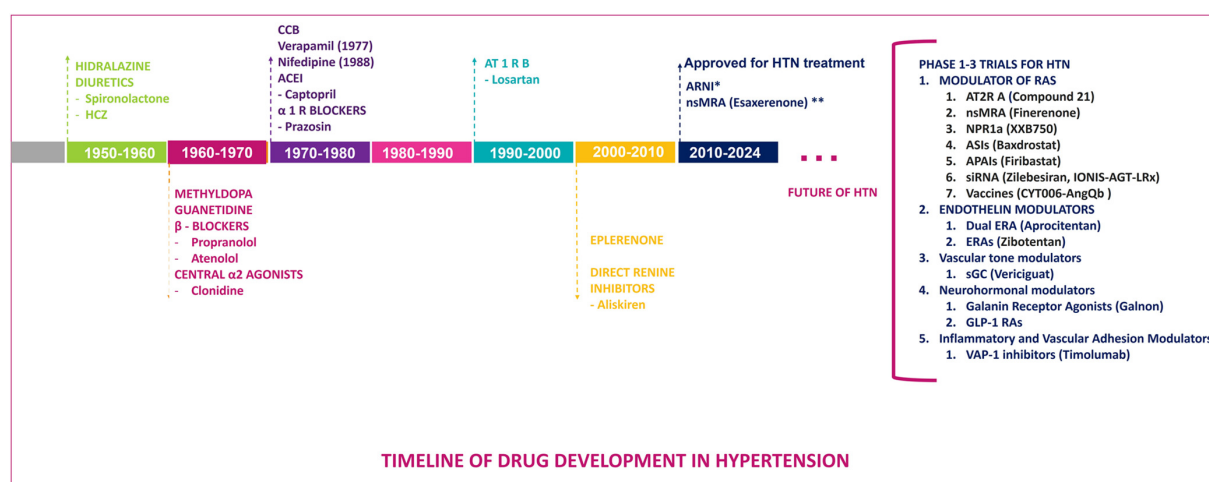 HIDRALAZINE
DIURETICS
- Spironolactone
- HCZ
CCB
Verapamil (1977)
Nifedipine (1988)
ACEI
- Captopril
α 1 R BLOCKERS
- Prazosin
AT 1 R B
- Losartan
Approved for HTN treatment
ARNI*
nsMRA (Esaxerenone) **
1950-1960
1960-1970
1970-1980
1980-1990
1990-2000
2000-2010
2010-2024
...
FUTURE OF HTN
METHYLDOPA
GUANETIDINE
β - BLOCKERS
- Propranolol
- Atenolol
CENTRAL α2 AGONISTS
- Clonidine
EPLERENONE
DIRECT RENINE
INHIBITORS
- Aliskiren
PHASE 1-3 TRIALS FOR HTN
1. MODULATOR OF RAS
1. AT2R A (Compound 21)
2. nsMRA (Finerenone)
3. NPR1a (XXB750)
4. ASIs (Baxdrostat)
5. APAIs (Firibastat)
6. siRNA (Zilebesiran, IONIS-AGT-LRx)
7. Vaccines (CYT006-AngQb )
2. ENDOTHELIN MODULATORS
1. Dual ERA (Aprocitentan)
2. ERAs (Zibotentan)
3. Vascular tone modulators
1. sGC (Vericiguat)
4. Neurohormonal modulators
1. Galanin Receptor Agonists (Galnon)
2. GLP-1 RAs
5. Inflammatory and Vascular Adhesion Modulators
1. VAP-1 inhibitors (Timolumab)
TIMELINE OF DRUG DEVELOPMENT IN HYPERTENSION